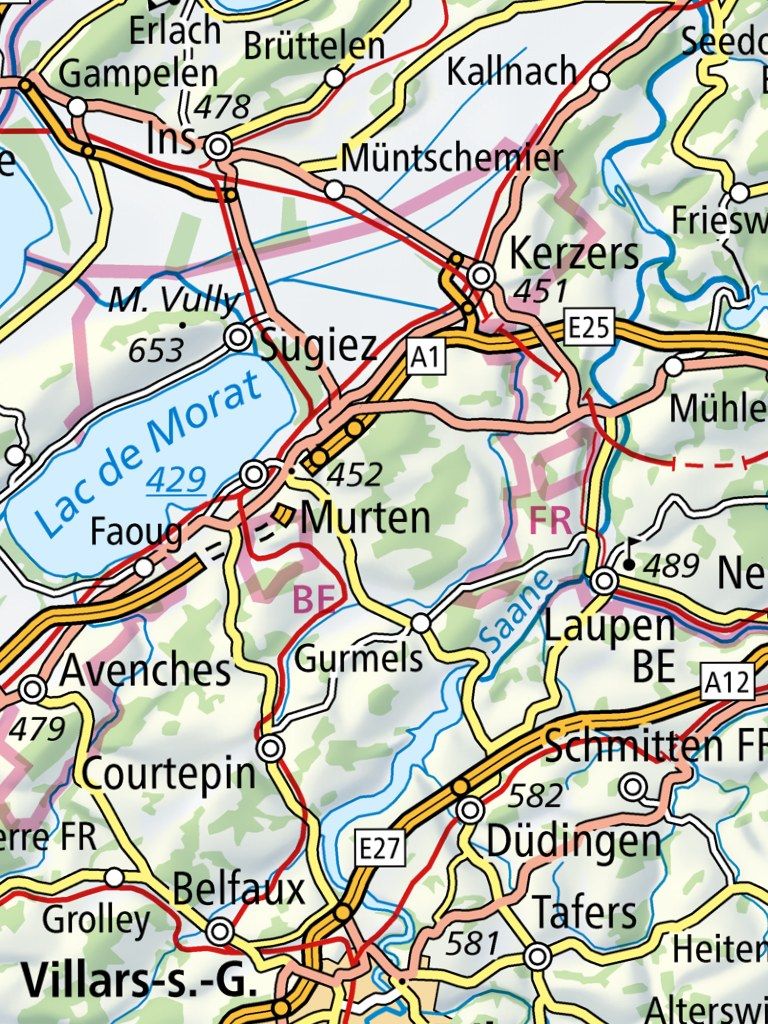 Erlach
Brüttelen
Gampelen
Kallnach
478
Ins
Müntschemier
Kerzers
451
M. Vully
653
Sugiez
E25
A1
Lac de Morat
429
452
Mühle
Faoug
Murten
FR
489
Ne
BE
Saane
Laupen
BE
Gurmels
Avenches
A12
479
Schmitten FR
Courtepin
582
Düdingen
erre FR
E27
Belfaux
Grolley
Tafers
581
Heiten
Villars-s.-G.
Alterswi
Seedo
Friesw